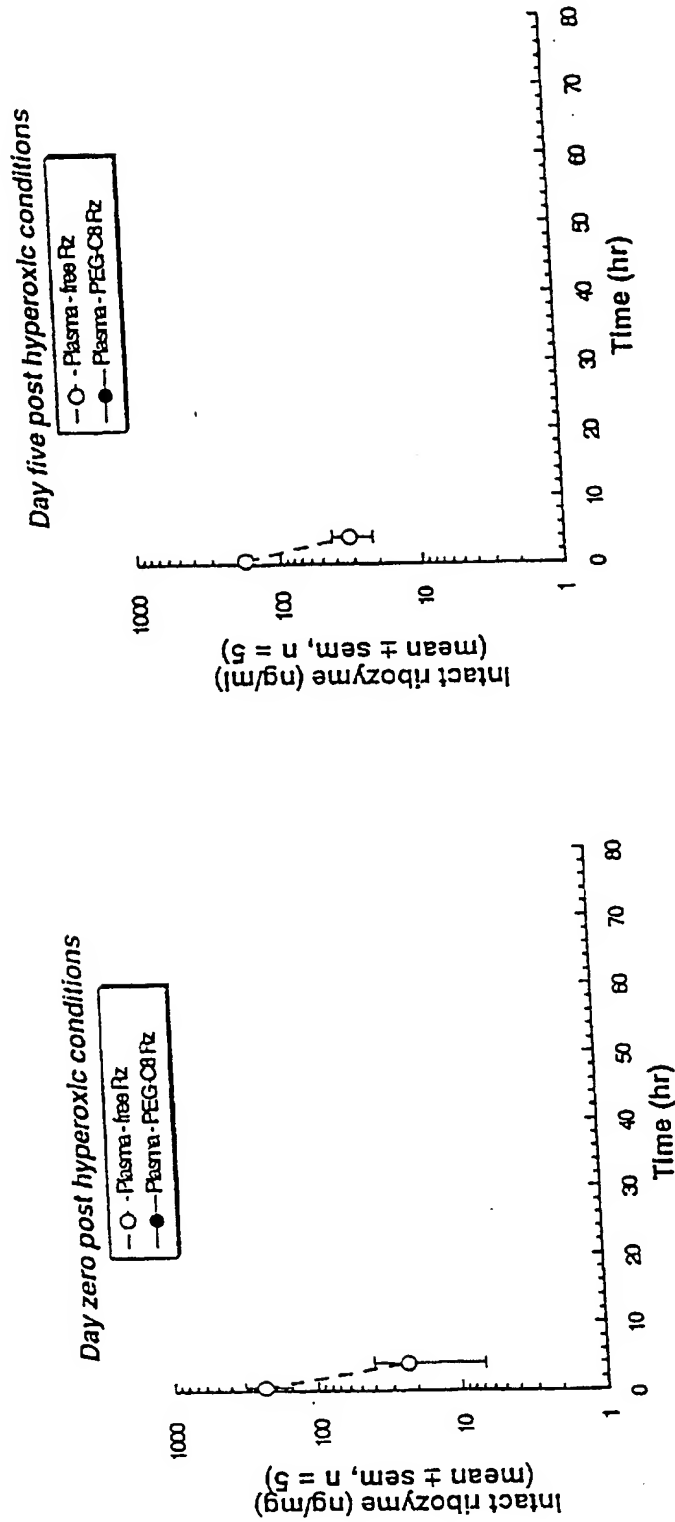 Day zero post hyperoxic conditions
- O - Plasma - free Rz
—●— Plasma - PEG-C8 Rz
Intact ribozyme (ng/mg)
(mean ± sem, n = 5)
1000
100
10
1
0 10 20 30 40 50 60 70 80
Time (hr)
Day five post hyperoxic conditions
- O - Plasma - free Rz
—●— Plasma - PEG-C8 Rz
Intact ribozyme (ng/ml)
(mean ± sem, n = 5)
1000
100
10
1
0 10 20 30 40 50 60 70 80
Time (hr)